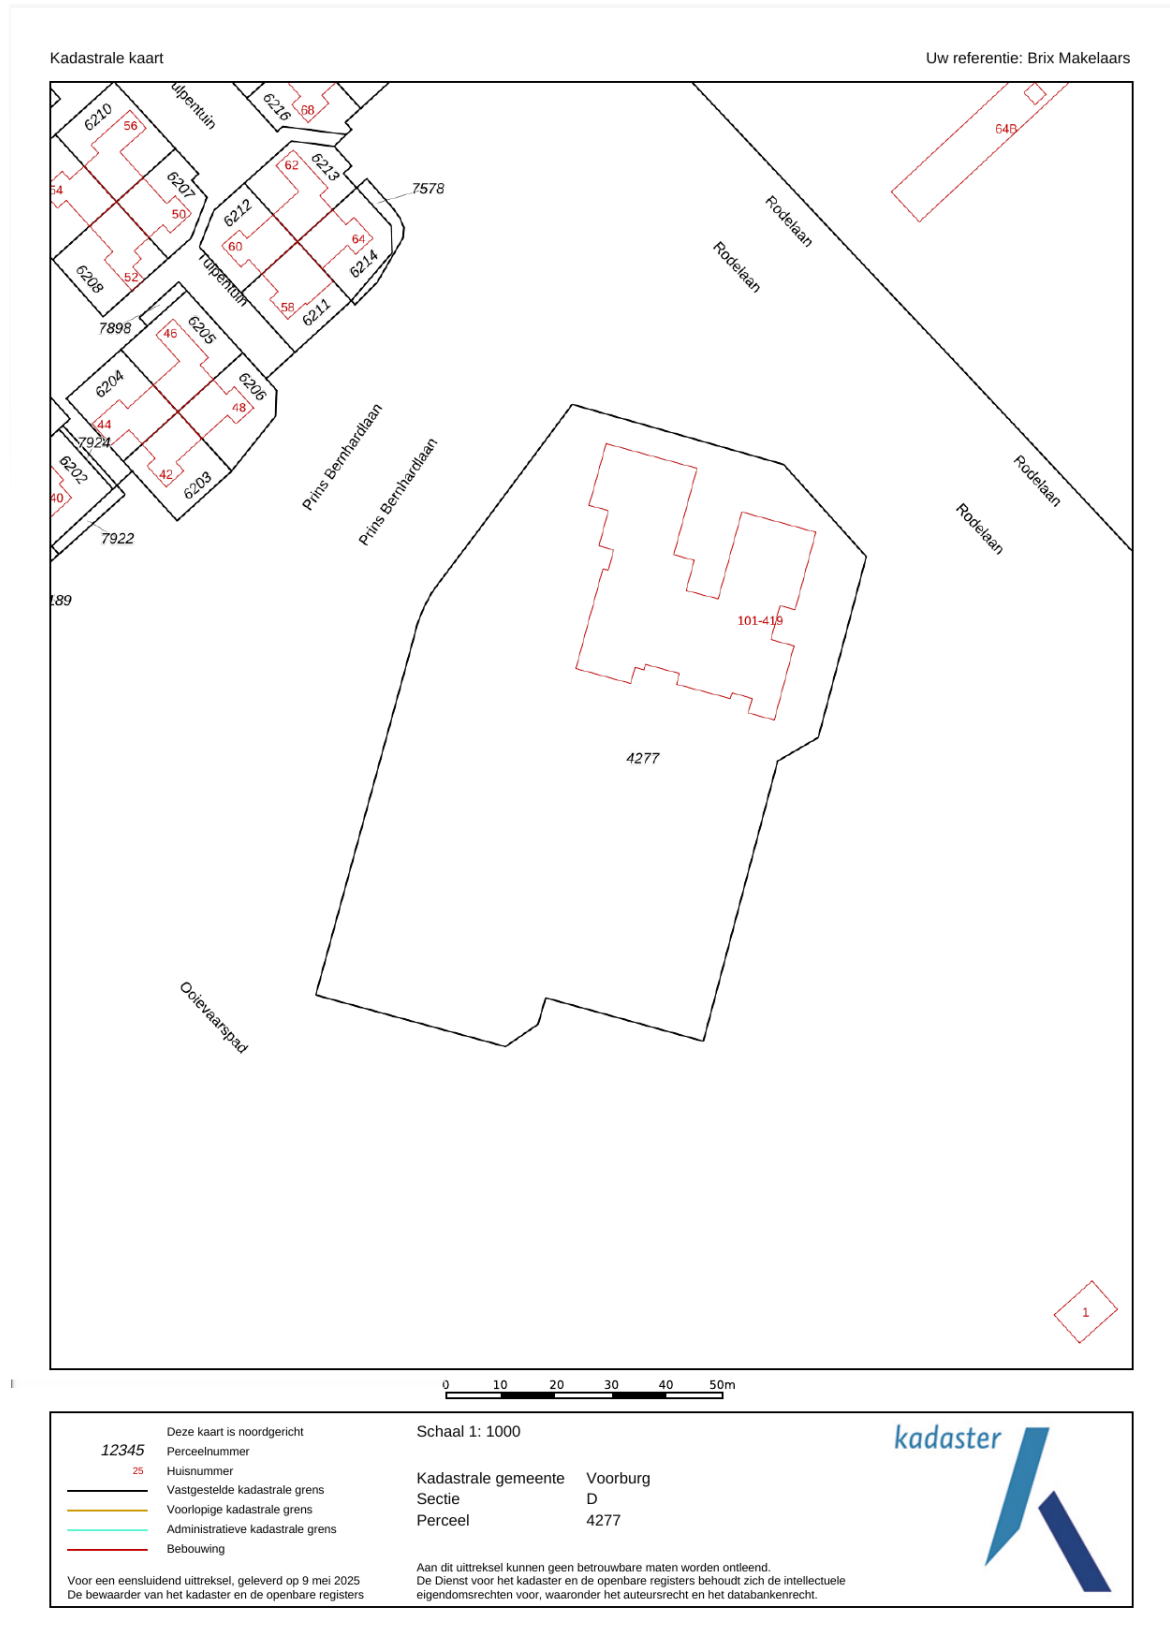 Kadastrale kaart
Uw referentie: Brix Makelaars
6210
56
ulpentuin
6216
68
64B
54
6207
50
62
6213
7578
6212
60
64
6214
Rodelaan
Rodelaan
6208
52
Tulpentuin
58
6211
7898
46
6205
6204
6206
44
48
7924
6202
42
6203
40
7922
Prins Bernhardlaan
Prins Bernhardlaan
Rodelaan
Rodelaan
189
101-419
4277
Ooievaarspad
1
0 10 20 30 40 50m
Deze kaart is noordgericht
12345 Perceelnummer
25 Huisnummer
Vastgestelde kadastrale grens
Voorlopige kadastrale grens
Administratieve kadastrale grens
Bebouwing
Voor een eensluidend uittreksel, geleverd op 9 mei 2025
De bewaarder van het kadaster en de openbare registers
Schaal 1: 1000
Kadastrale gemeente Voorburg
Sectie D
Perceel 4277
Aan dit uittreksel kunnen geen betrouwbare maten worden ontleend.
De Dienst voor het kadaster en de openbare registers behoudt zich de intellectuele
eigendomsrechten voor, waaronder het auteursrecht en het databankenrecht.
kadaster